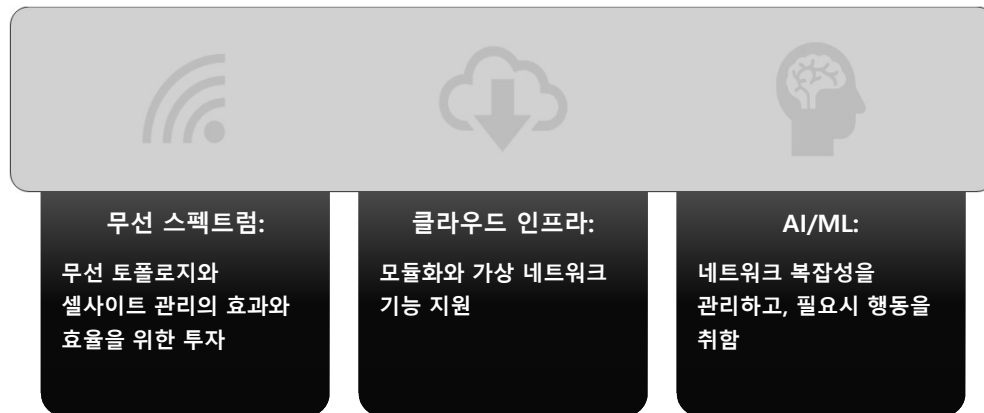 무선 스펙트럼:
무선 토폴로지와
셀사이트 관리의 효과와
효율을 위한 투자
클라우드 인프라:
모듈화와 가상 네트워크
기능 지원
AI/ML:
네트워크 복잡성을
관리하고, 필요시 행동을
취함